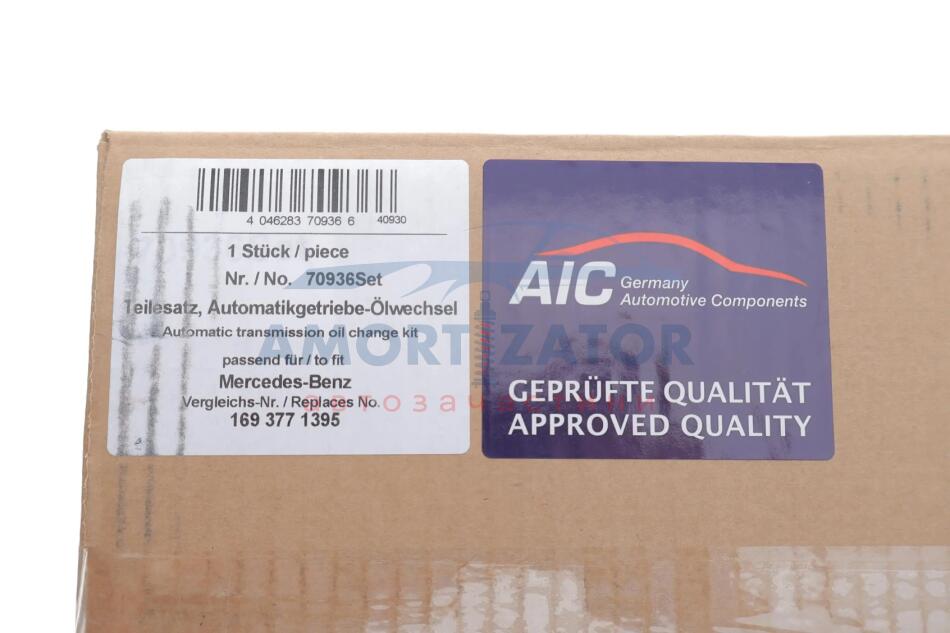 4 046283 70936 6 40930
1 Stück / piece
Nr. / No. 70936Set
Teilesatz, Automatikgetriebe-Ölwechsel
Automatic transmission oil change kit
passend für / to fit
Mercedes-Benz
Vergleichs-Nr. / Replaces No.
169 377 1395
AIC Germany
Automotive Components
GEPRÜFTE QUALITÄT
APPROVED QUALITY
AMORTIZATOR
автозачастини